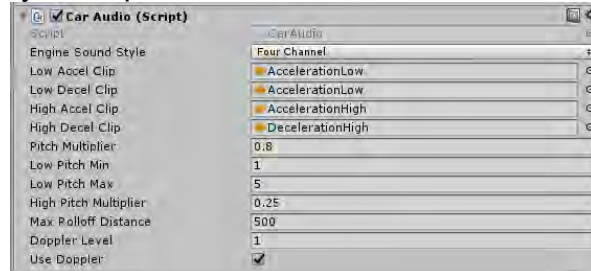 Car Audio (Script)
Script CarAudio
Engine Sound Style Four Channel
Low Accel Clip AccelerationLow
Low Decel Clip AccelerationLow
High Accel Clip AccelerationHigh
High Decel Clip DecelerationHigh
Pitch Multiplier 0.8
Low Pitch Min 1
Low Pitch Max 5
High Pitch Multiplier 0.25
Max Rolloff Distance 500
Doppler Level 1
Use Doppler